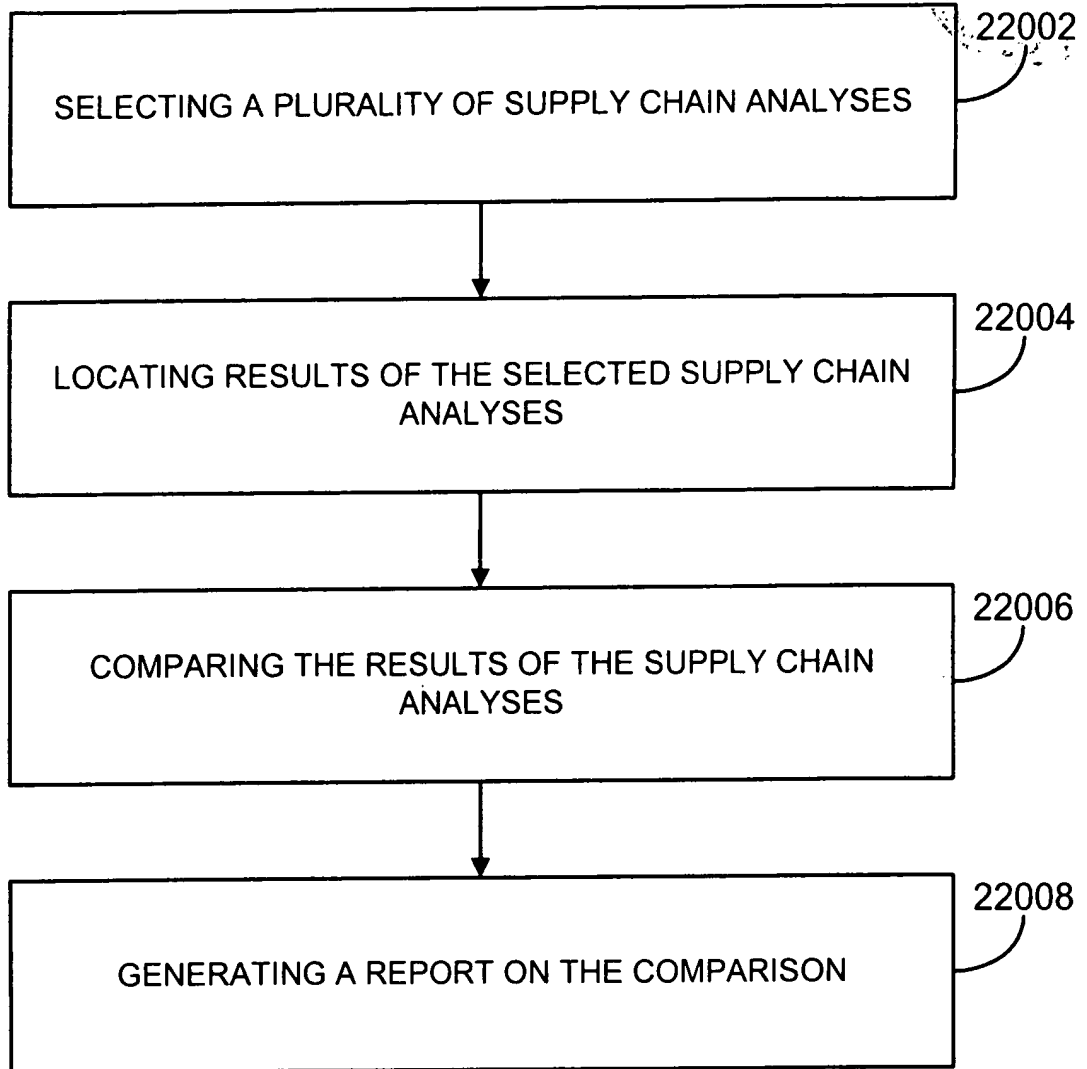 22002
SELECTING A PLURALITY OF SUPPLY CHAIN ANALYSES
22004
LOCATING RESULTS OF THE SELECTED SUPPLY CHAIN
ANALYSES
22006
COMPARING THE RESULTS OF THE SUPPLY CHAIN
ANALYSES
22008
GENERATING A REPORT ON THE COMPARISON